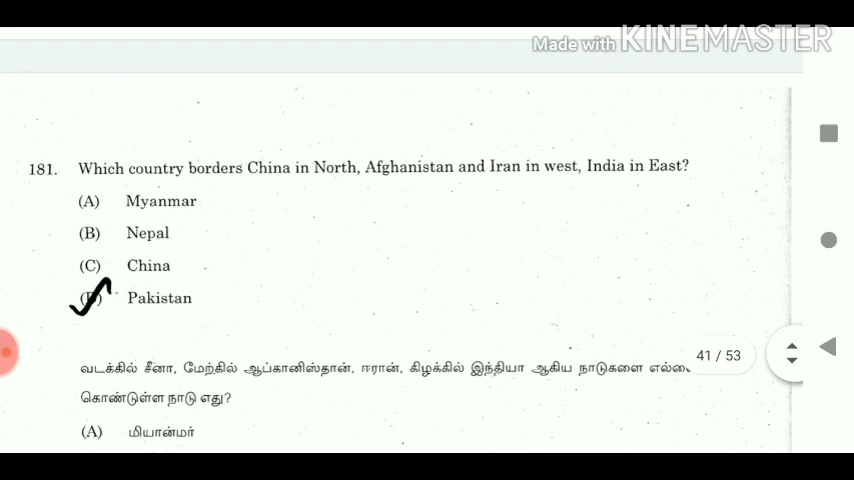 Made with KINEMASTER
181. Which country borders China in North, Afghanistan and Iran in west, India in East?
(A) Myanmar
(B) Nepal
(C) China
(D) Pakistan
41 / 53
வடக்கில் சீனா, மேற்கில் ஆப்கானிஸ்தான், ஈரான், கிழக்கில் இந்தியா ஆகிய நாடுகளை
கொண்டுள்ள நாடு எது?
(A) மியான்மர்